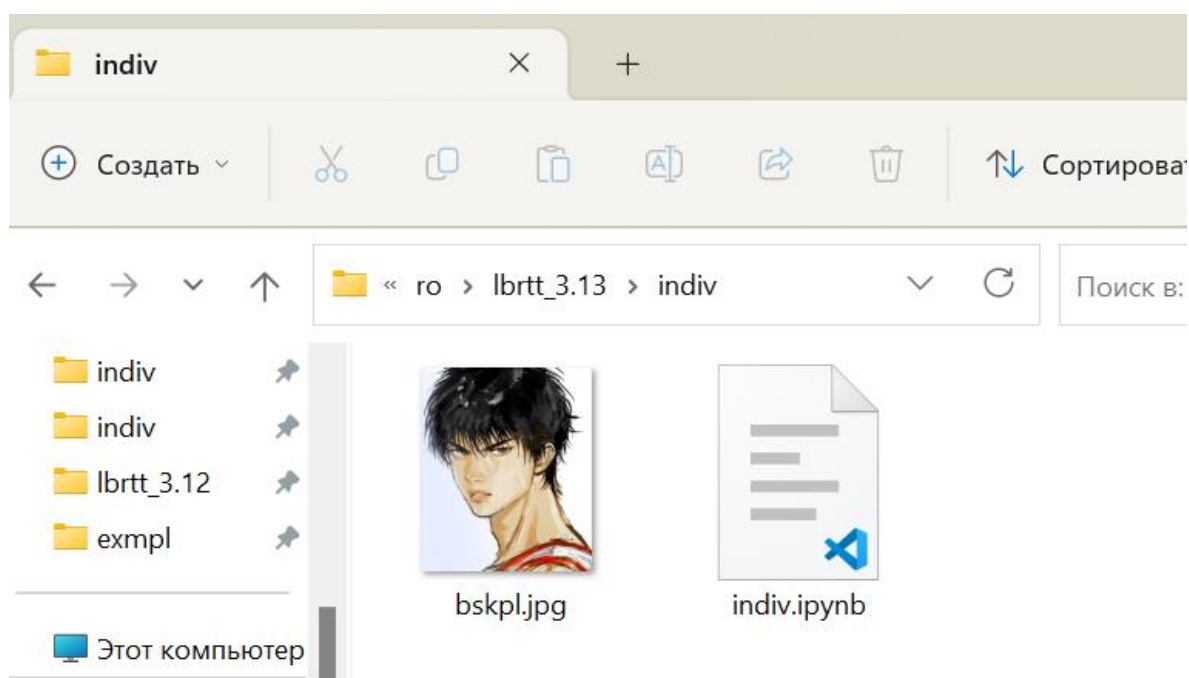 indiv
Создать
Сортироват
« ro > lbrtt_3.13 > indiv
Поиск в:
indiv
indiv
lbrtt_3.12
exmpl
Этот компьютер
bskpl.jpg
indiv.ipynb